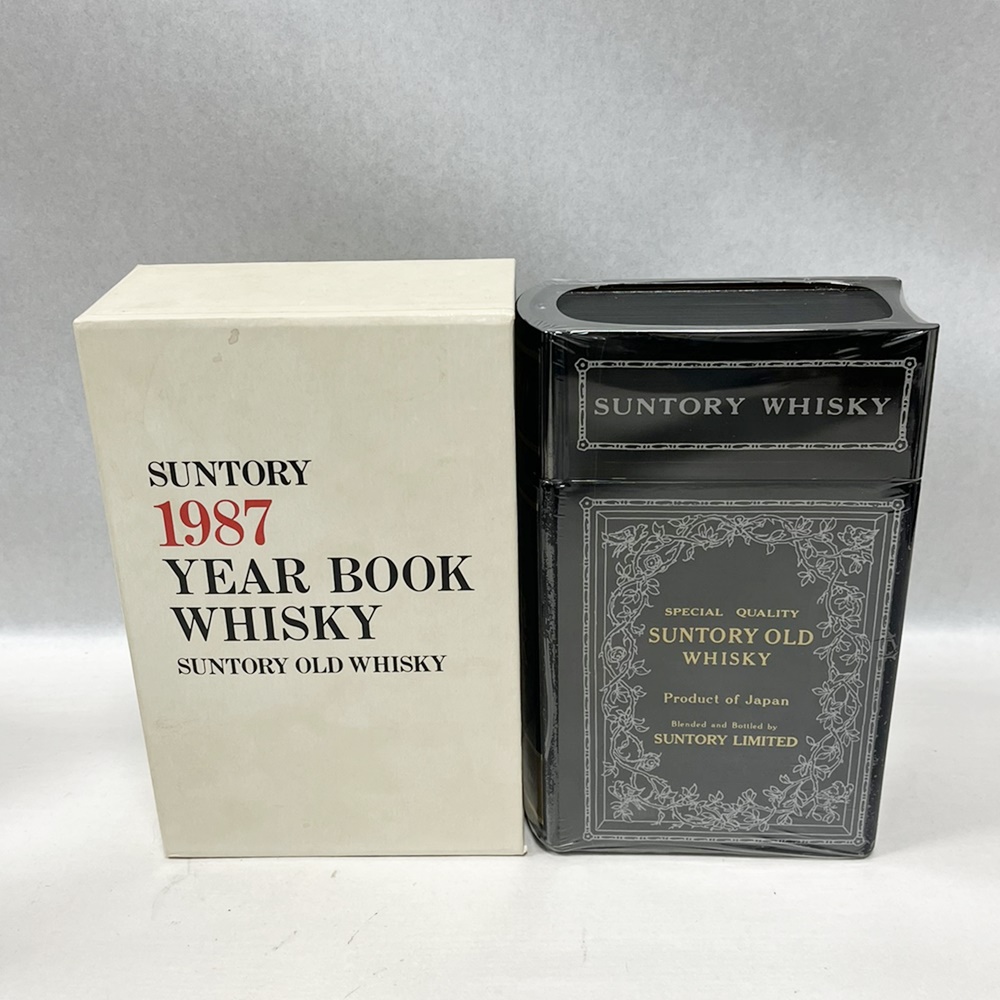 SUNTORY
1987
YEAR BOOK
WHISKY
SUNTORY OLD WHISKY
SUNTORY WHISKY
SPECIAL QUALITY
SUNTORY OLD
WHISKY
Product of Japan
Blended and Bottled by
SUNTORY LIMITED